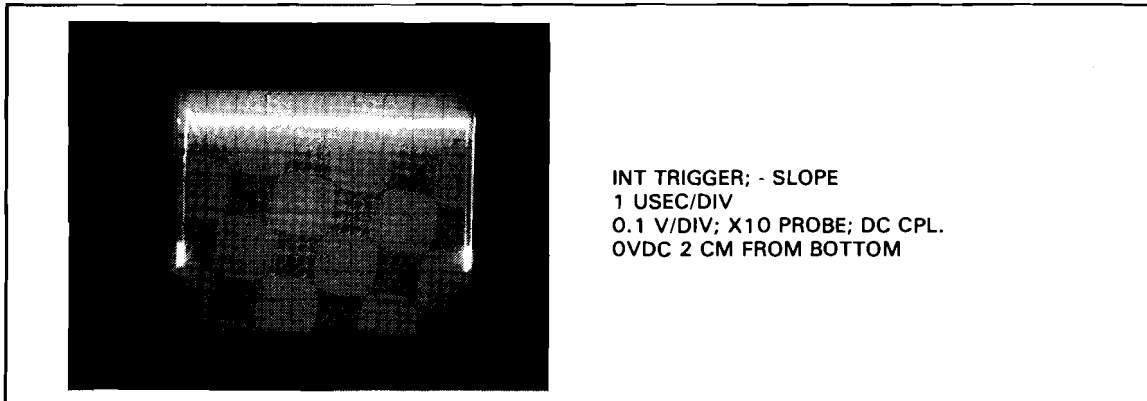 INT TRIGGER; - SLOPE
1 USEC/DIV
0.1 V/DIV; X10 PROBE; DC CPL.
0VDC 2 CM FROM BOTTOM